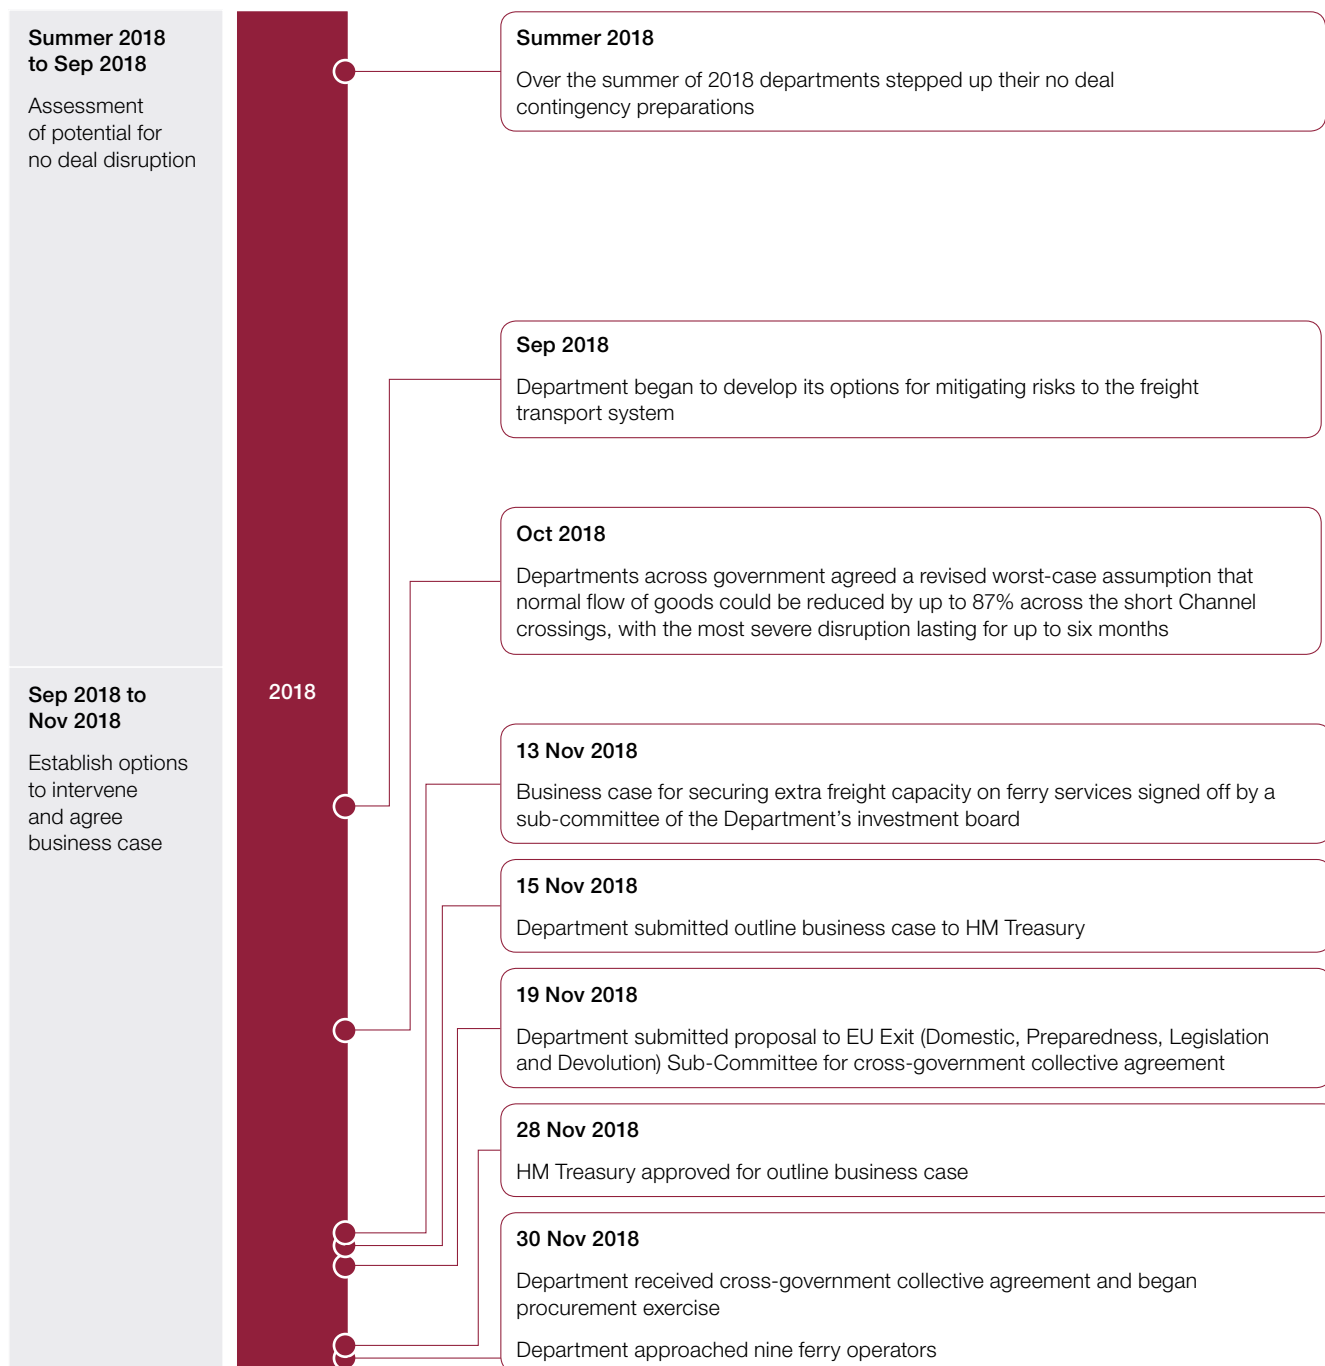 Summer 2018
to Sep 2018
Assessment
of potential for
no deal disruption
Sep 2018 to
Nov 2018
Establish options
to intervene
and agree
business case
2018
Summer 2018
Over the summer of 2018 departments stepped up their no deal
contingency preparations
Sep 2018
Department began to develop its options for mitigating risks to the freight
transport system
Oct 2018
Departments across government agreed a revised worst-case assumption that
normal flow of goods could be reduced by up to 87% across the short Channel
crossings, with the most severe disruption lasting for up to six months
13 Nov 2018
Business case for securing extra freight capacity on ferry services signed off by a
sub-committee of the Department’s investment board
15 Nov 2018
Department submitted outline business case to HM Treasury
19 Nov 2018
Department submitted proposal to EU Exit (Domestic, Preparedness, Legislation
and Devolution) Sub-Committee for cross-government collective agreement
28 Nov 2018
HM Treasury approved for outline business case
30 Nov 2018
Department received cross-government collective agreement and began
procurement exercise
Department approached nine ferry operators